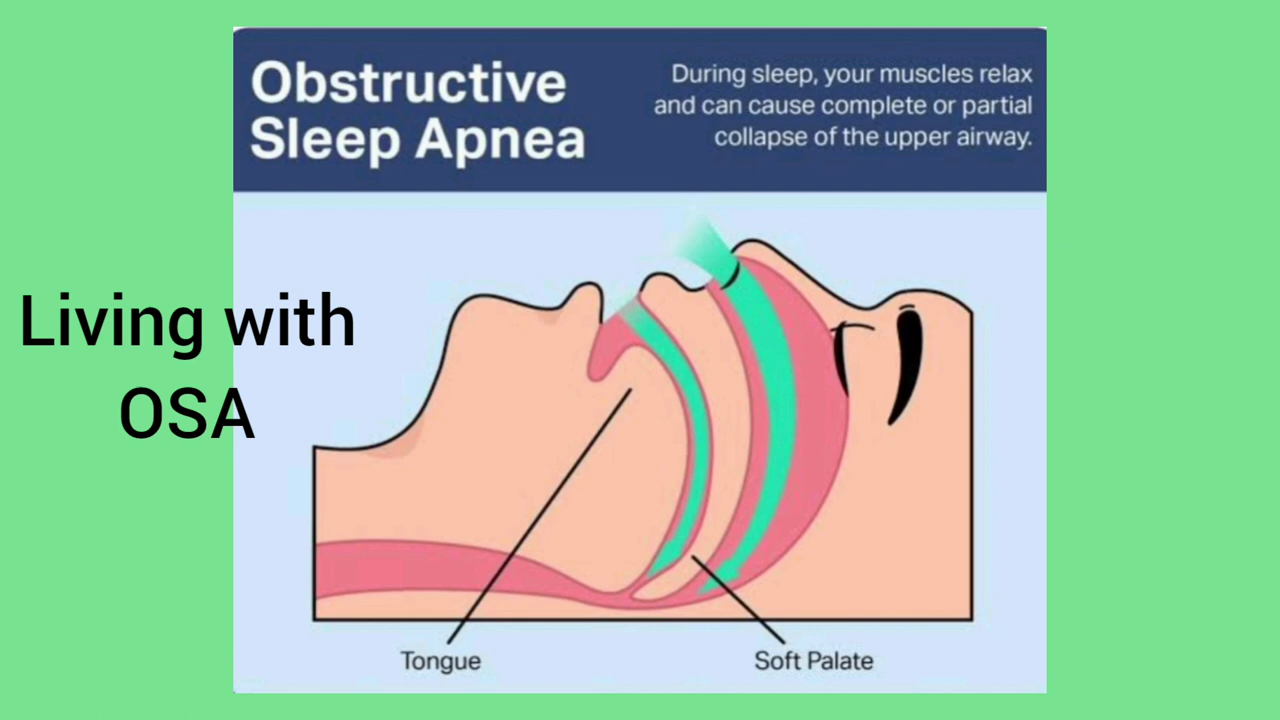 Obstructive
Sleep Apnea
During sleep, your muscles relax
and can cause complete or partial
collapse of the upper airway.
Living with
OSA
Tongue
Soft Palate